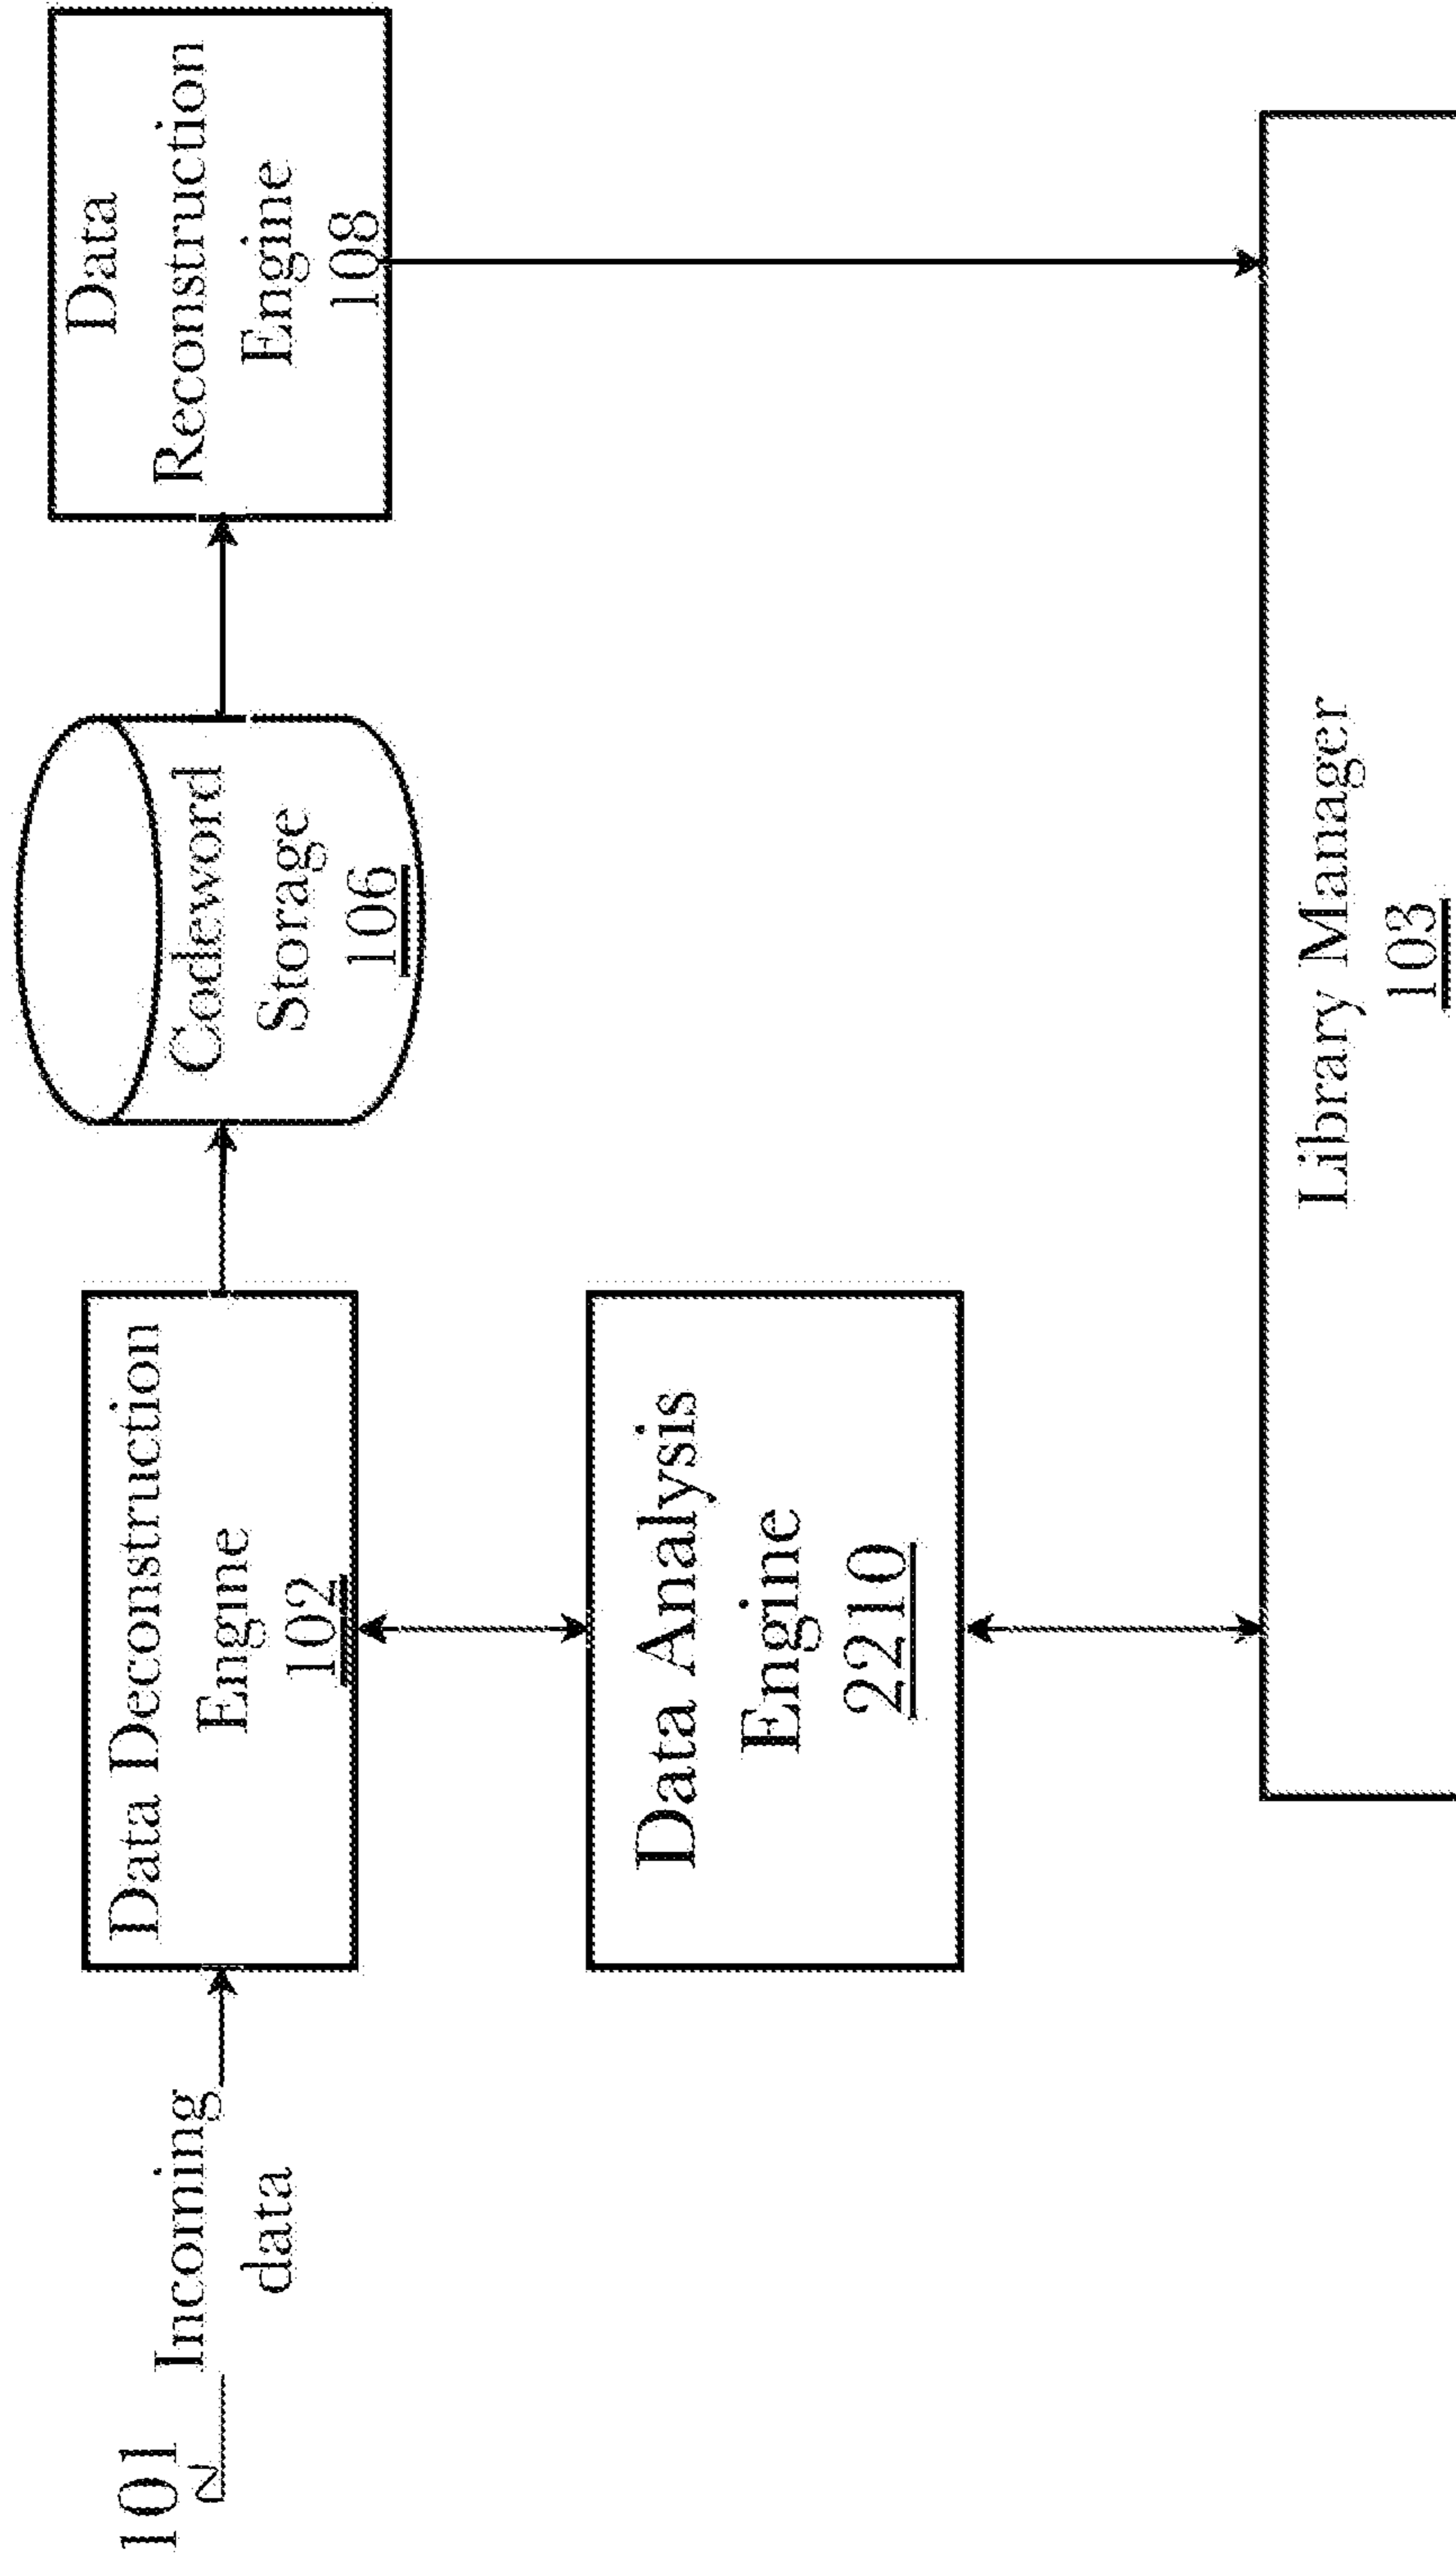 101
Incoming
data
Data Deconstruction
Engine
102
Codeword
Storage
106
Data
Reconstruction
Engine
108
Data Analysis
Engine
2210
Library Manager
103